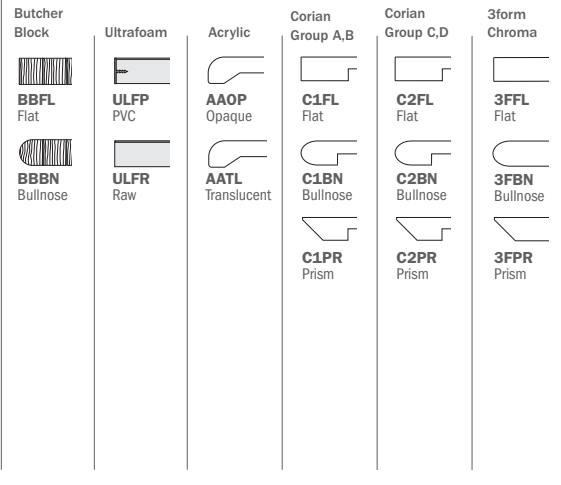 Butcher
Block
BBFL
Flat
BBBN
Bullnose
Ultrafoam
ULFP
PVC
ULFR
Raw
Acrylic
AAOP
Opaque
AATL
Translucent
Corian
Group A,B
C1FL
Flat
C1BN
Bullnose
C1PR
Prism
Corian
Group C,D
C2FL
Flat
C2BN
Bullnose
C2PR
Prism
3form
Chroma
3FFL
Flat
3FBN
Bullnose
3FPR
Prism